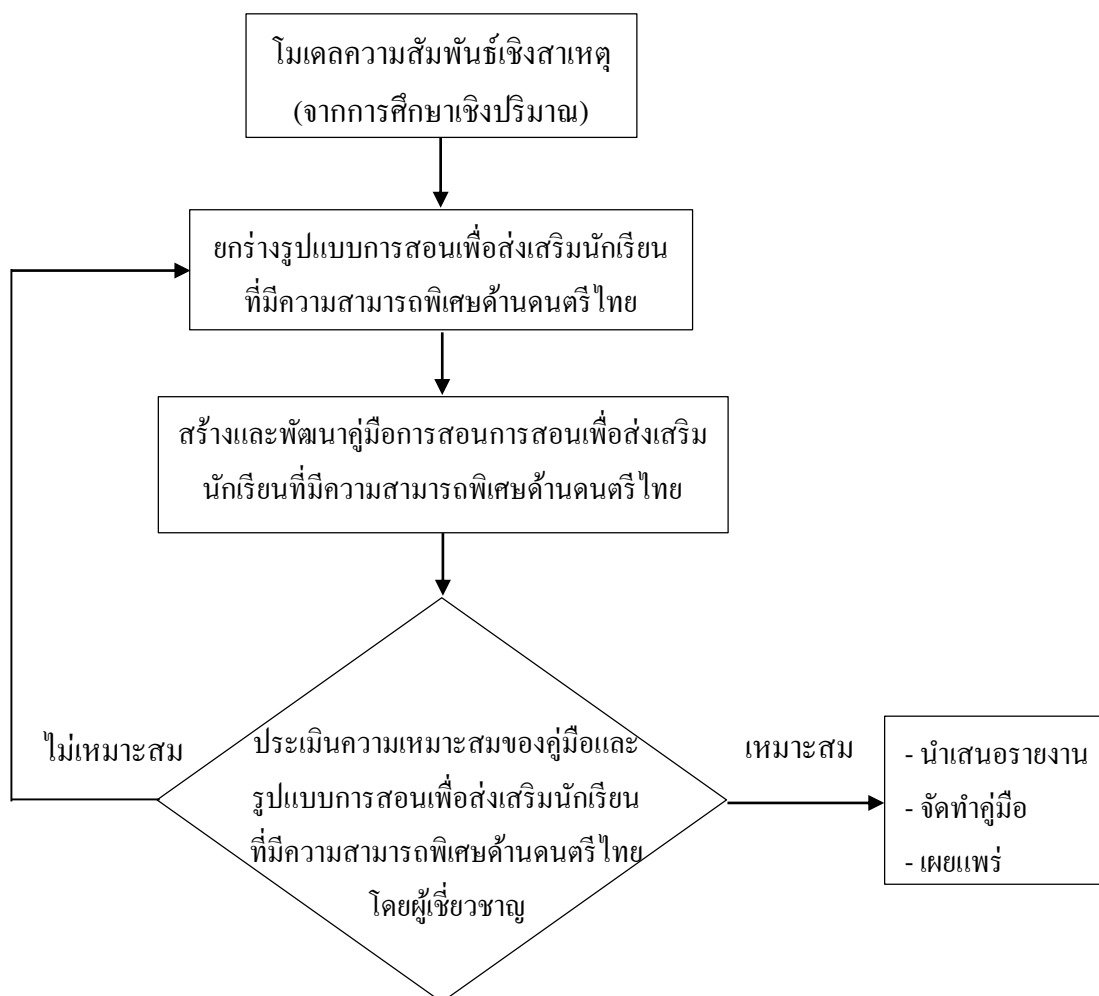 โมเดลความสัมพันธ์เชิงสาเหตุ
(จากการศึกษาเชิงปริมาณ)
ยกร่างรูปแบบการสอนเพื่อส่งเสริมนักเรียน
ที่มีความสามารถพิเศษด้านดนตรีไทย
สร้างและพัฒนาคู่มือการสอนการสอนเพื่อส่งเสริม
นักเรียนที่มีความสามารถพิเศษด้านดนตรีไทย
ไม่เหมาะสม
ประเมินความเหมาะสมของคู่มือและ
รูปแบบการสอนเพื่อส่งเสริมนักเรียน
ที่มีความสามารถพิเศษด้านดนตรีไทย
โดยผู้เชี่ยวชาญ
เหมาะสม
- นำเสนอรายงาน
- จัดทำคู่มือ
- เผยแพร่